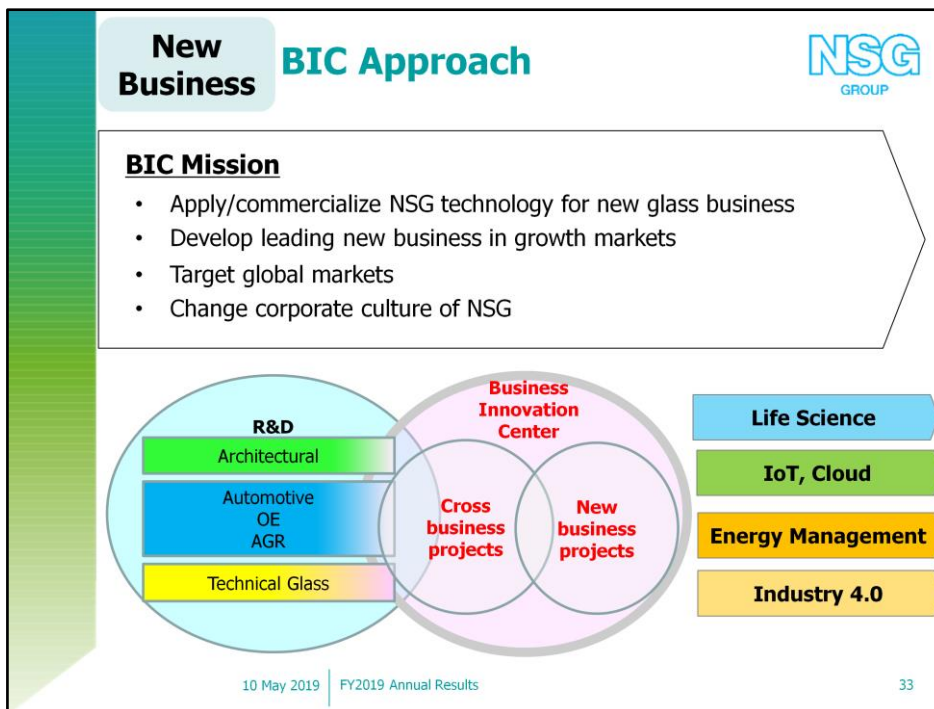 New
Business
BIC Approach
NSG
GROUP
BIC Mission
• Apply/commercialize NSG technology for new glass business
• Develop leading new business in growth markets
• Target global markets
• Change corporate culture of NSG
R&D
Architectural
Automotive
OE
AGR
Technical Glass
Business
Innovation
Center
Cross
business
projects
New
business
projects
Life Science
IoT, Cloud
Energy Management
Industry 4.0
10 May 2019
FY2019 Annual Results
33